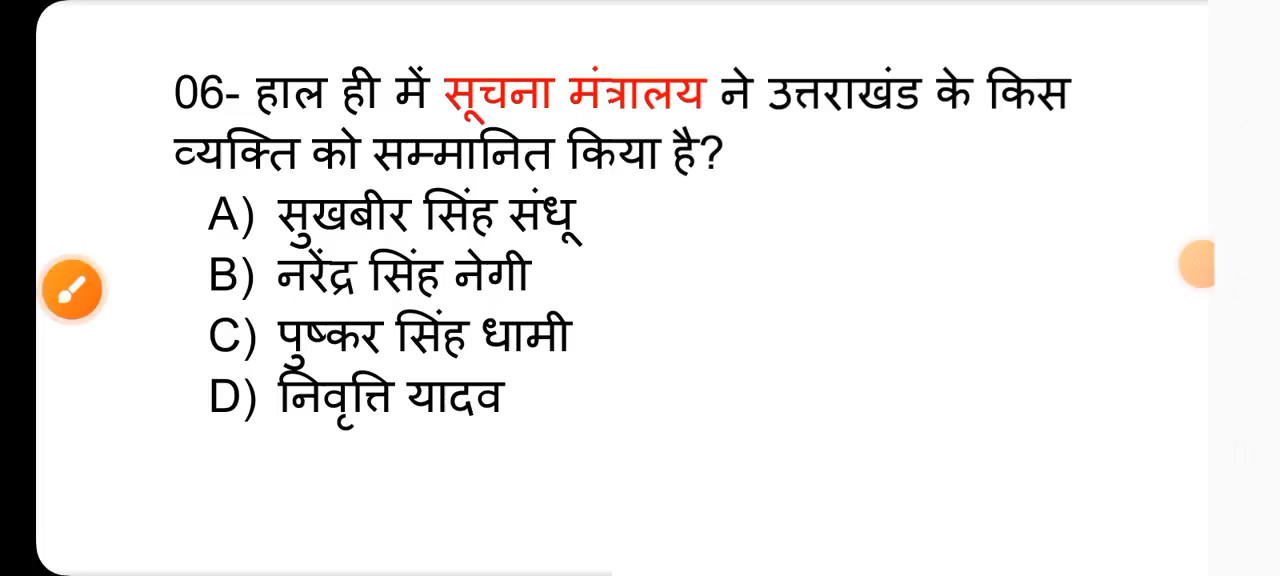 06- हाल ही में सूचना मंत्रालय ने उत्तराखंड के किस
व्यक्ति को सम्मानित किया है?
A) सुखबीर सिंह संधू
B) नरेंद्र सिंह नेगी
C) पुष्कर सिंह धामी
D) निवृत्ति यादव